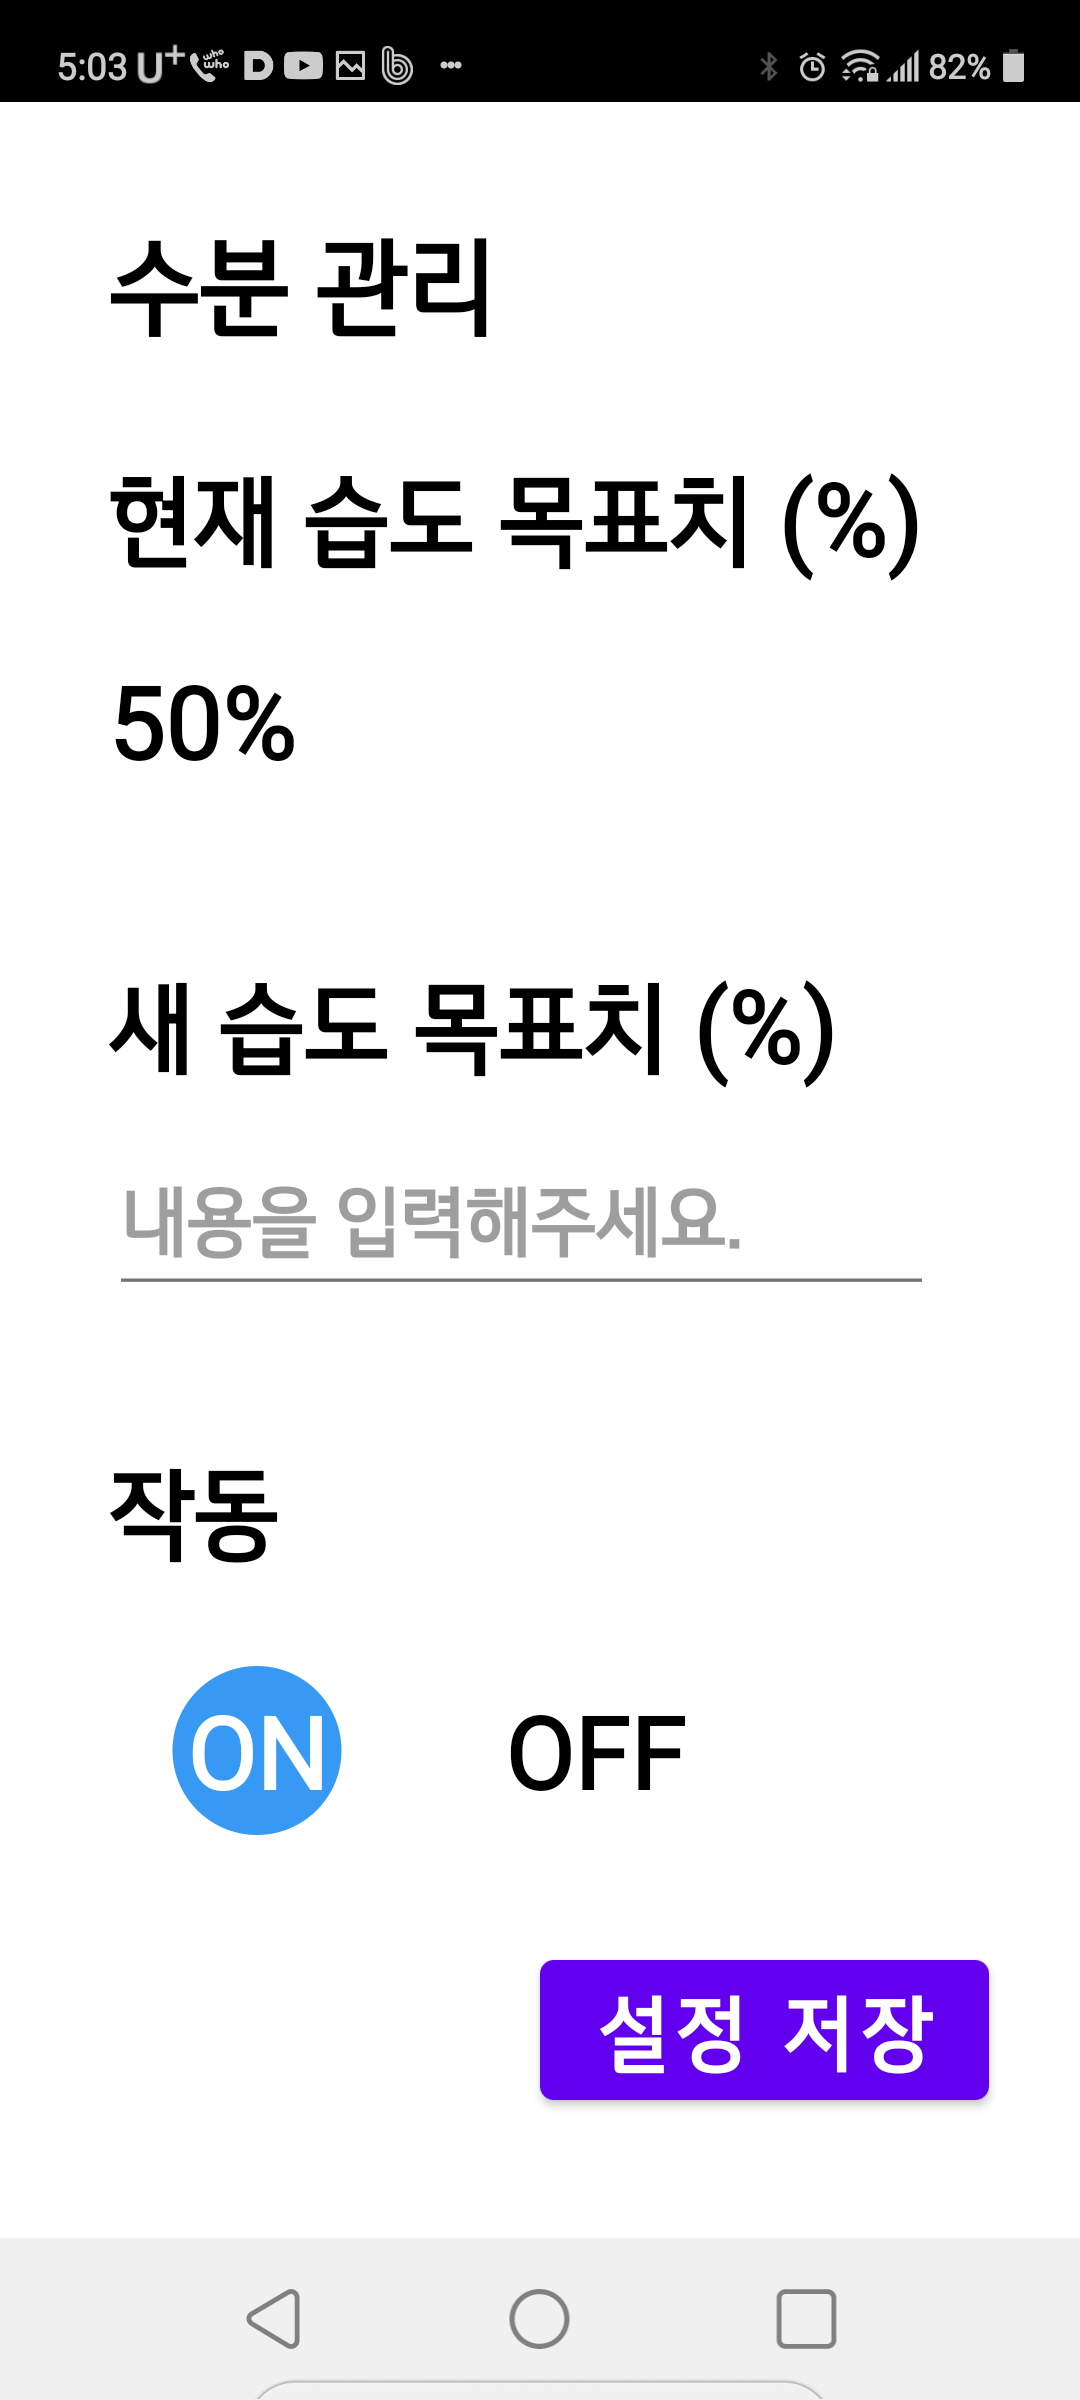 5:03 U+ who who D b ··· 82%
수분 관리
현재 습도 목표치 (%)
50%
새 습도 목표치 (%)
내용을 입력해주세요.
작동
ON OFF
설정 저장